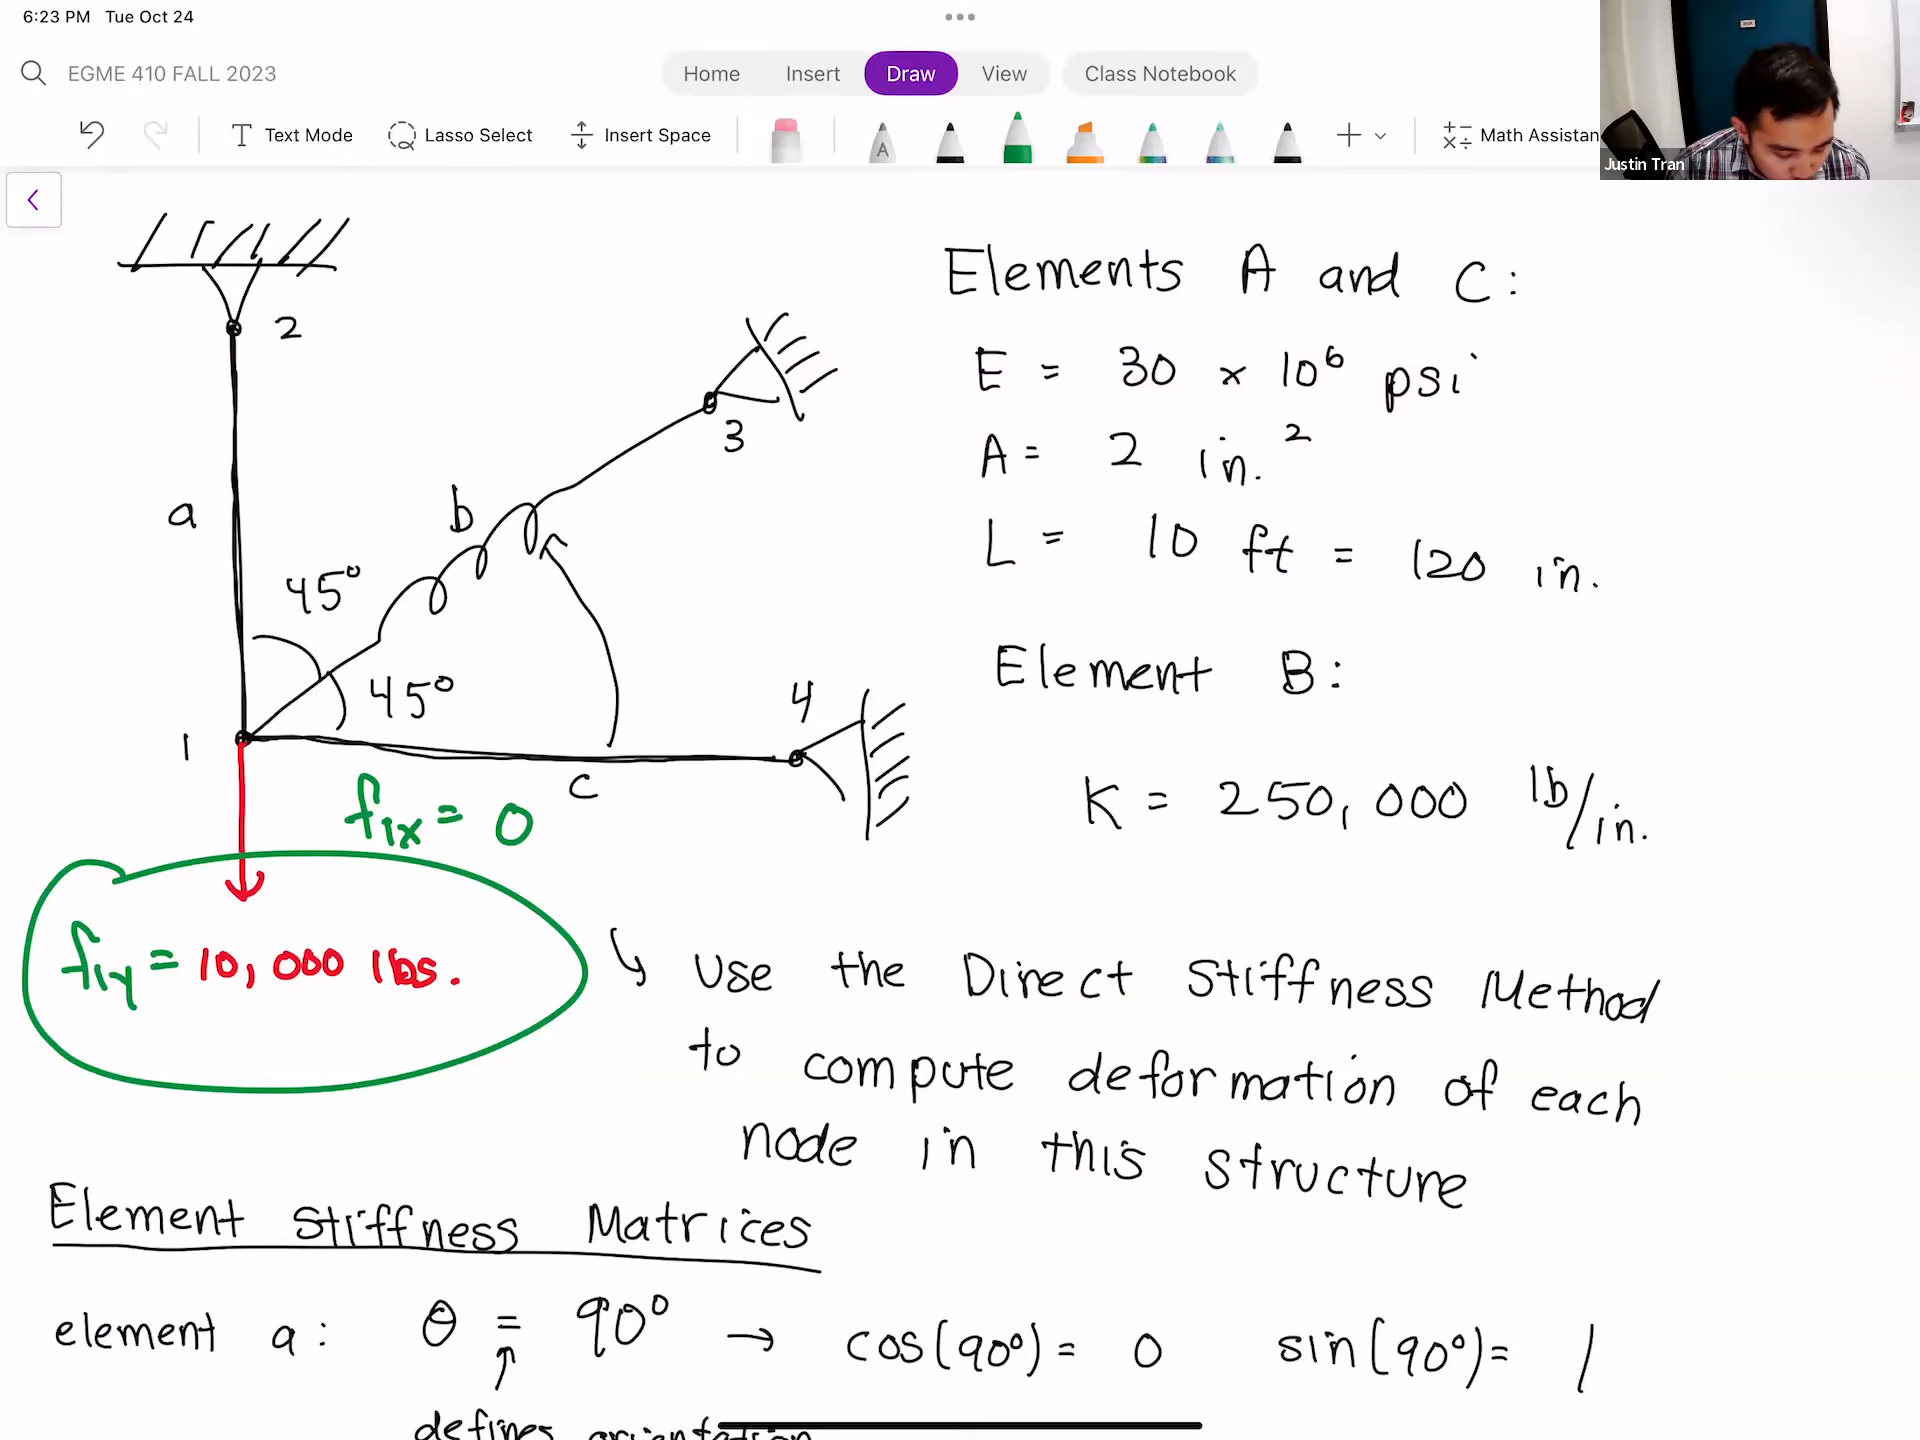 6:23 PM Tue Oct 24
EGME 410 FALL 2023
Home Insert Draw View Class Notebook
Text Mode Lasso Select Insert Space Math Assistan
Justin Tran
2
3
a
b
45°
45°
1
4
c
f1x = 0
f1y = 10,000 lbs.
Elements A and C:
E = 30 x 10⁶ psi
A = 2 in.²
L = 10 ft = 120 in.
Element B:
K = 250,000 lb/in.
↳ Use the Direct Stiffness Method
to compute deformation of each
node in this structure
Element Stiffness Matrices
element a: θ = 90° → cos(90°) = 0 sin(90°) = 1
↑
defines orientation